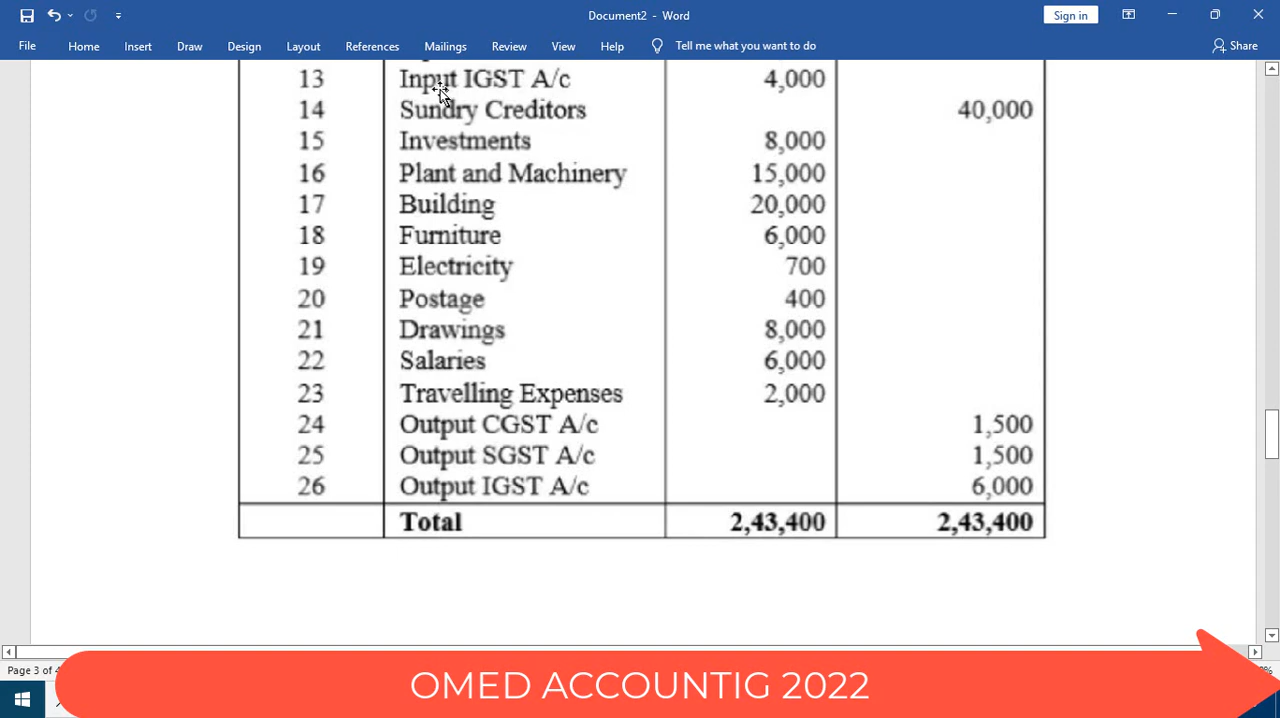 Document2 - Word
Sign in
File Home Insert Draw Design Layout References Mailings Review View Help Tell me what you want to do Share
13 Input IGST A/c 4,000
14 Sundry Creditors 40,000
15 Investments 8,000
16 Plant and Machinery 15,000
17 Building 20,000
18 Furniture 6,000
19 Electricity 700
20 Postage 400
21 Drawings 8,000
22 Salaries 6,000
23 Travelling Expenses 2,000
24 Output CGST A/c 1,500
25 Output SGST A/c 1,500
26 Output IGST A/c 6,000
Total 2,43,400 2,43,400
Page 3 of 4
OMED ACCOUNTIG 2022